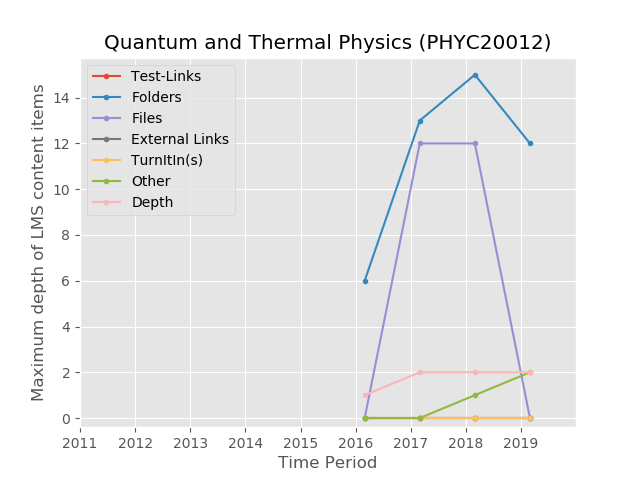 Quantum and Thermal Physics (PHYC20012)
Test-Links
Folders
Files
External Links
TurnItIn(s)
Other
Depth
Maximum depth of LMS content items
14
12
10
8
6
4
2
0
2011 2012 2013 2014 2015 2016 2017 2018 2019
Time Period